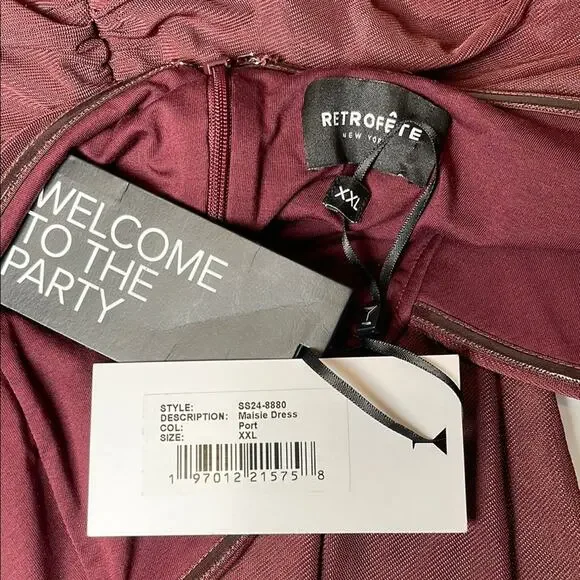 RETROFÊTE
NEW YORK
XXL
WELCOME
TO THE
PARTY
STYLE: SS24-8880
DESCRIPTION: Maisie Dress
COL: Port
SIZE: XXL
1 97012 21575 8